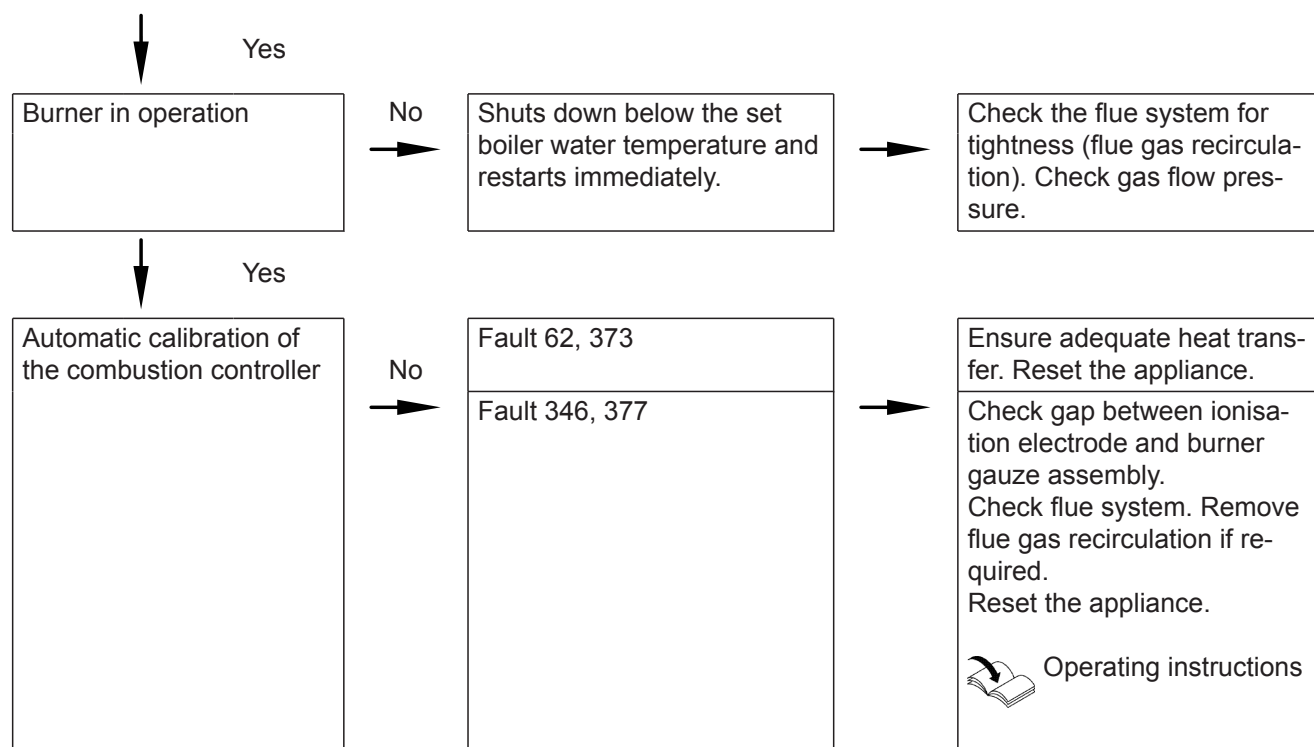 Yes
Burner in operation
No
Shuts down below the set
boiler water temperature and
restarts immediately.
Check the flue system for
tightness (flue gas recircula-
tion). Check gas flow pres-
sure.
Yes
Automatic calibration of
the combustion controller
No
Fault 62, 373
Ensure adequate heat trans-
fer. Reset the appliance.
Fault 346, 377
Check gap between ionisa-
tion electrode and burner
gauze assembly.
Check flue system. Remove
flue gas recirculation if re-
quired.
Reset the appliance.
Operating instructions